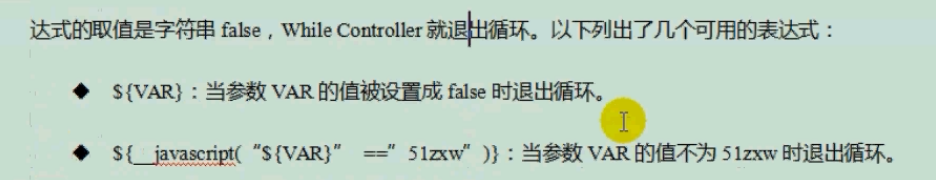 达式的取值是字符串 false，While Controller 就退出循环。以下列出了几个可用的表达式：
◆ ${VAR}：当参数 VAR 的值被设置成 false 时退出循环。
◆ ${__javascript(“${VAR}” ==” 51zxw” )}：当参数 VAR 的值不为 51zxw 时退出循环。